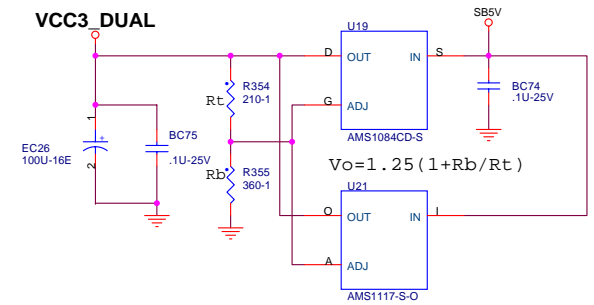 VCC3_DUAL
U19
SB5V
D OUT IN S
R354
210-1
Rt
BC74
.1U-25V
G ADJ
1
+
EC26
100U-16E
2
BC75
.1U-25V
AMS1084CD-S
R355
360-1
Rb
Vo=1.25(1+Rb/Rt)
U21
O OUT IN I
A ADJ
AMS1117-S-O